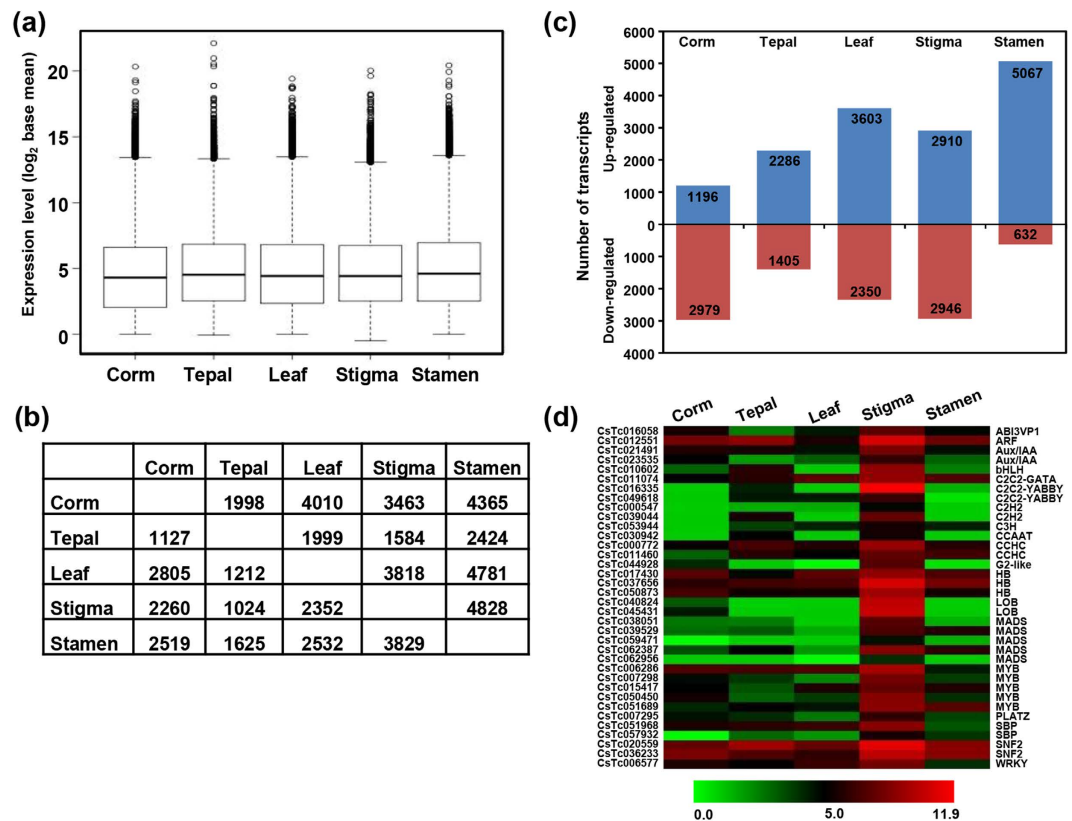 (a)
Expression level (log2 base mean)
20
15
10
5
0
Corm Tepal Leaf Stigma Stamen
(b)
Corm Tepal Leaf Stigma Stamen
Corm 1998 4010 3463 4365
Tepal 1127 1999 1584 2424
Leaf 2805 1212 3818 4781
Stigma 2260 1024 2352 4828
Stamen 2519 1625 2532 3829
(c)
Number of transcripts
Up-regulated
Down-regulated
6000
5000
4000
3000
2000
1000
0
1000
2000
3000
4000
Corm Tepal Leaf Stigma Stamen
1196 2286 3603 2910 5067
2979 1405 2350 2946 632
(d)
Corm Tepal Leaf Stigma Stamen
CsTc016058 ABI3VP1
CsTc012551 ARF
CsTc021491 Aux/IAA
CsTc023535 Aux/IAA
CsTc010602 bHLH
CsTc011074 C2C2-GATA
CsTc016335 C2C2-YABBY
CsTc049618 C2C2-YABBY
CsTc000547 C2H2
CsTc039044 C2H2
CsTc053944 C3H
CsTc030942 CCAAT
CsTc000772 CCHC
CsTc011460 CCHC
CsTc044928 G2-like
CsTc017430 HB
CsTc037656 HB
CsTc050873 HB
CsTc040824 LOB
CsTc045431 LOB
CsTc038051 MADS
CsTc039529 MADS
CsTc059471 MADS
CsTc062387 MADS
CsTc062956 MADS
CsTc006286 MYB
CsTc007298 MYB
CsTc015417 MYB
CsTc050450 MYB
CsTc051689 MYB
CsTc007295 PLATZ
CsTc051968 SBP
CsTc057932 SBP
CsTc020559 SNF2
CsTc036233 SNF2
CsTc006577 WRKY
0.0 5.0 11.9